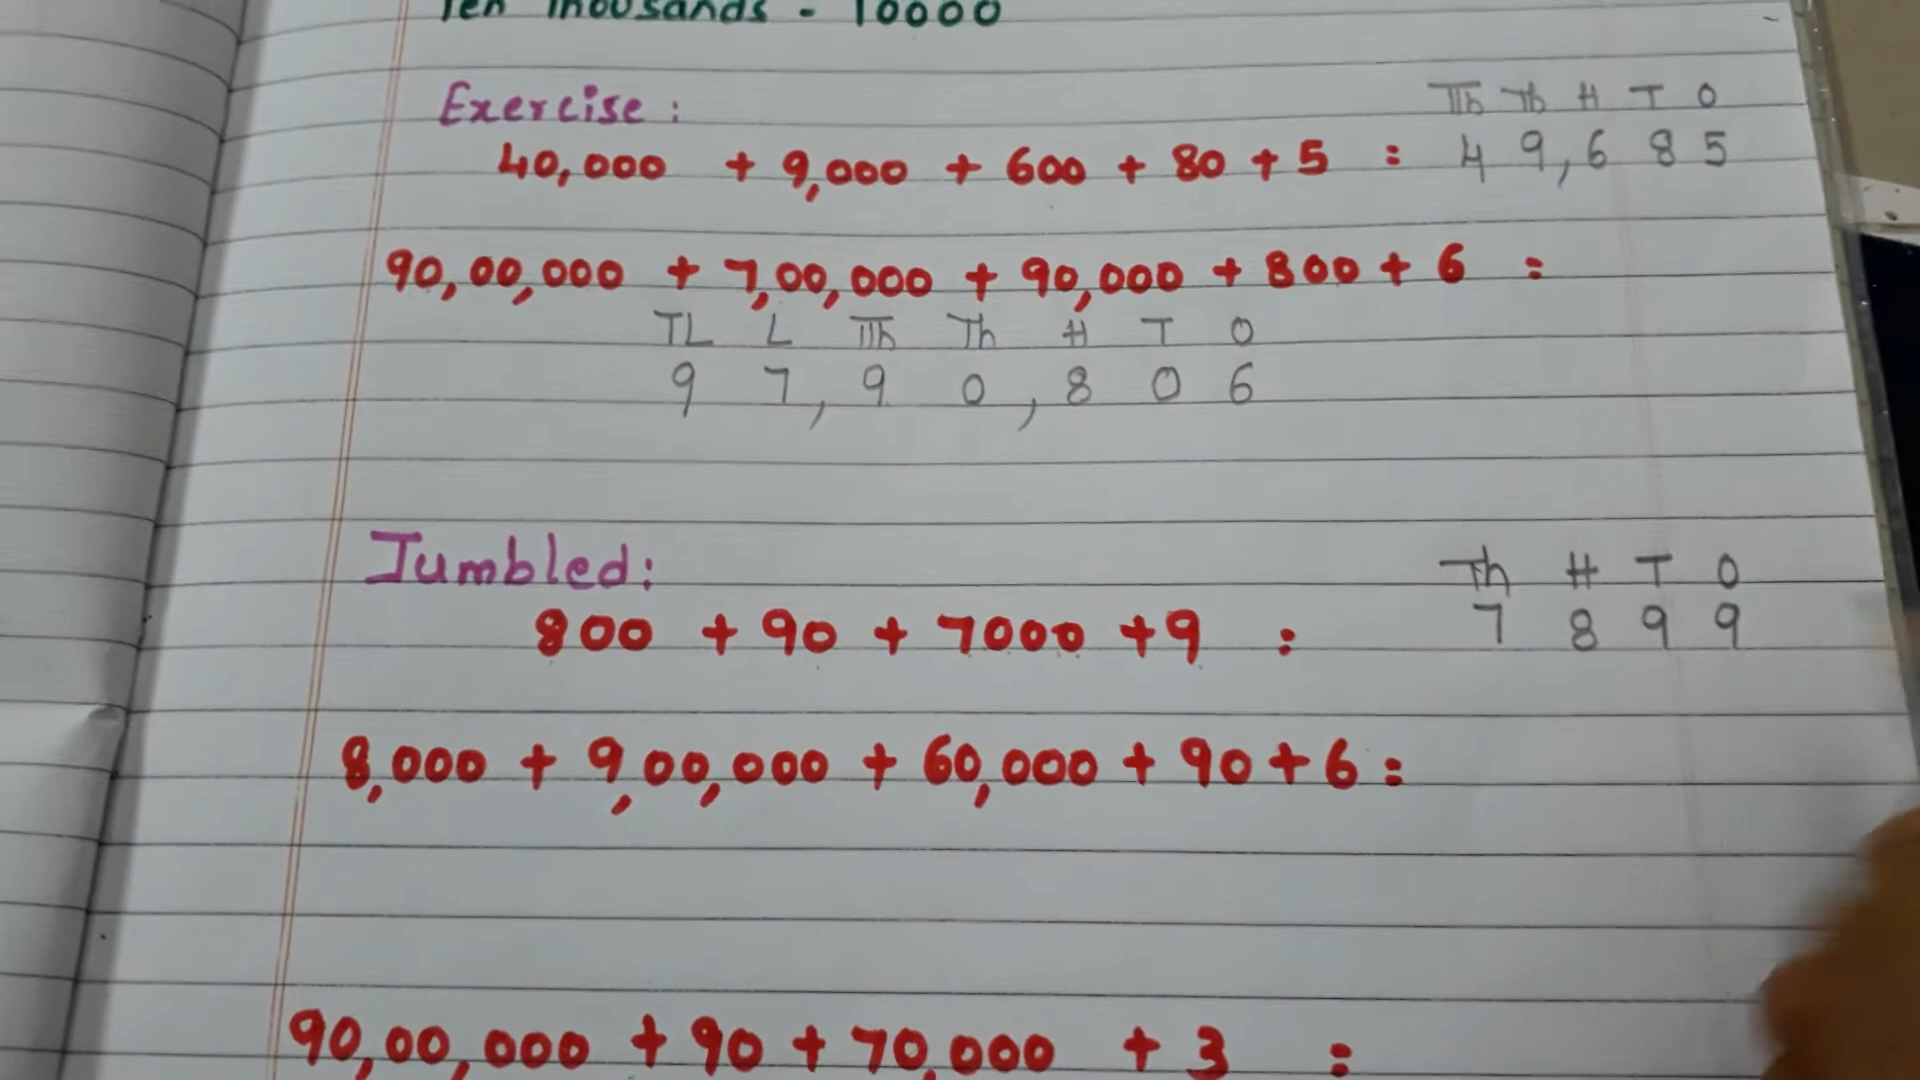 Ten Thousands - 10000
Exercise:
TTh Th H T O
40,000 + 9,000 + 600 + 80 + 5 = 49,685
90,00,000 + 7,00,000 + 90,000 + 800 + 6 =
TL L TTh Th H T O
9 7, 9 0, 8 0 6
Jumbled:
Th H T O
800 + 90 + 7000 + 9 = 7 8 9 9
8,000 + 9,00,000 + 60,000 + 90 + 6 =
90,00,000 + 90 + 70,000 + 3 =